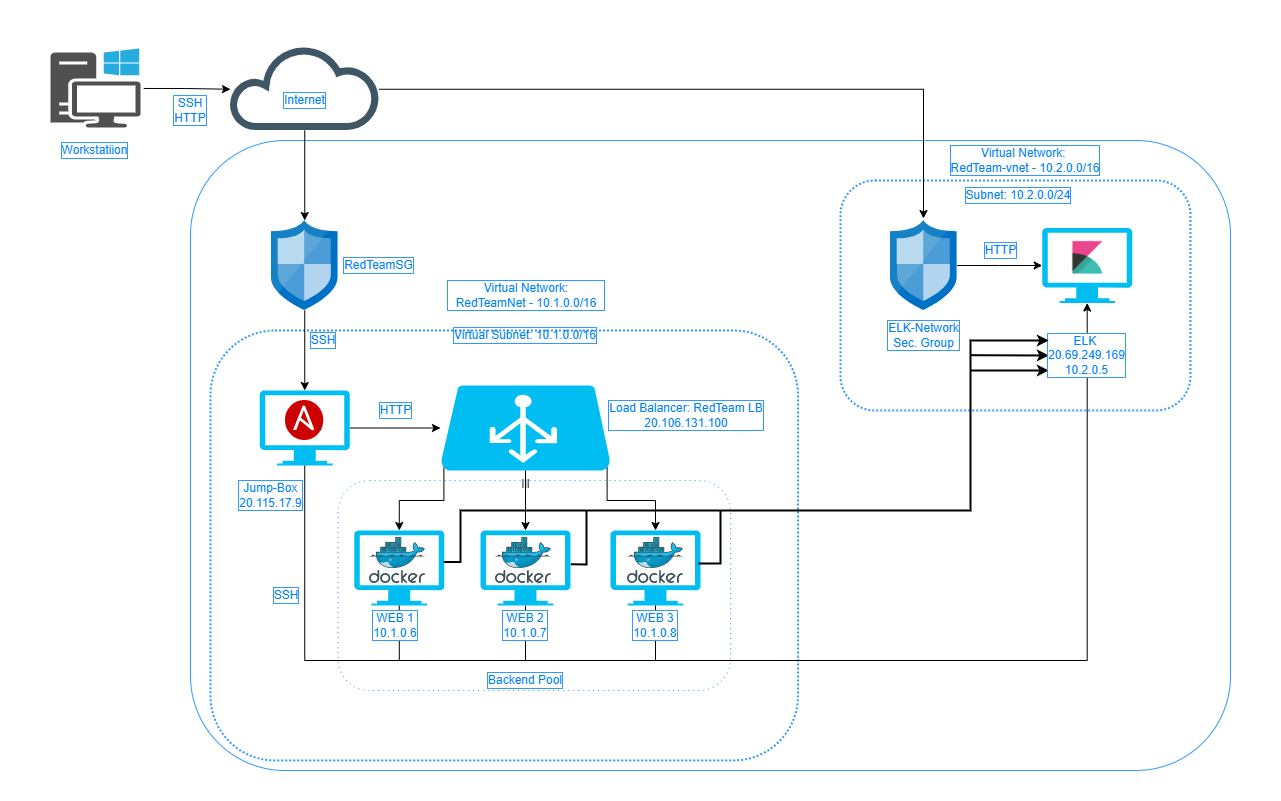 Internet
SSH
HTTP
Workstatiion
Virtual Network:
RedTeam-vnet - 10.2.0.0/16
Subnet: 10.2.0.0/24
RedTeamSG
HTTP
Virtual Network:
RedTeamNet - 10.1.0.0/16
ELK-Network
Sec. Group
Virtual Subnet: 10.1.0.0/16
SSH
ELK
20.69.249.169
10.2.0.5
HTTP
Load Balancer: RedTeam LB
20.106.131.100
Jump-Box
20.115.17.9
docker
docker
docker
SSH
WEB 1
10.1.0.6
WEB 2
10.1.0.7
WEB 3
10.1.0.8
Backend Pool